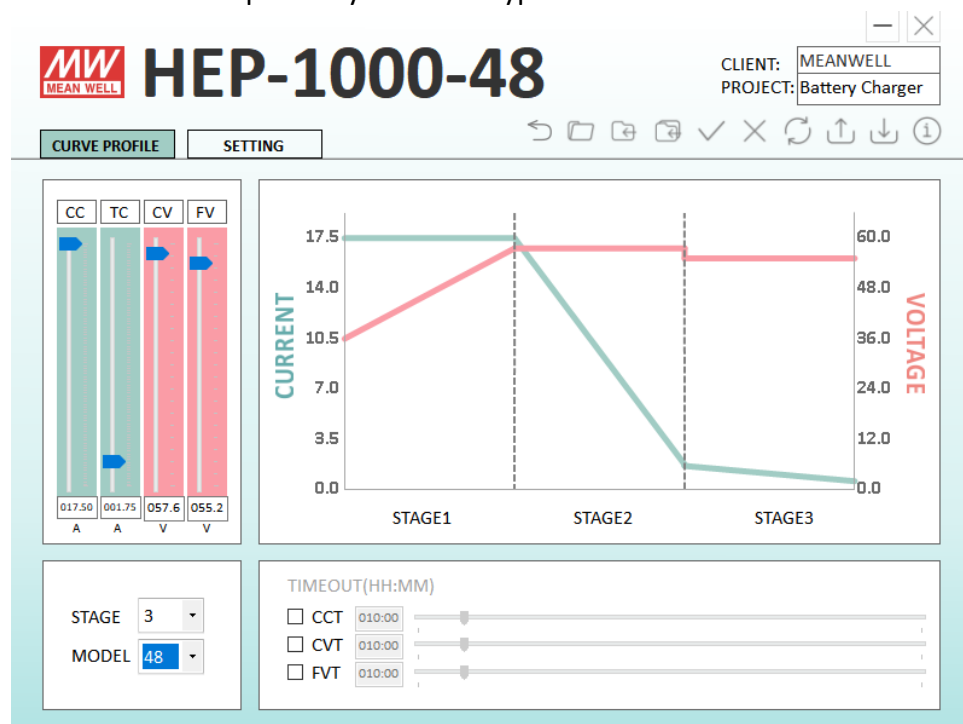 MW
MEAN WELL
HEP-1000-48
CLIENT: MEANWELL
PROJECT: Battery Charger
CURVE PROFILE SETTING
CC TC CV FV
017.50 001.75 057.6 055.2
A A V V
CURRENT
17.5
14.0
10.5
7.0
3.5
0.0
60.0
48.0
36.0
24.0
12.0
0.0
VOLTAGE
STAGE1 STAGE2 STAGE3
STAGE 3
MODEL 48
TIMEOUT(HH:MM)
CCT 010:00
CVT 010:00
FVT 010:00